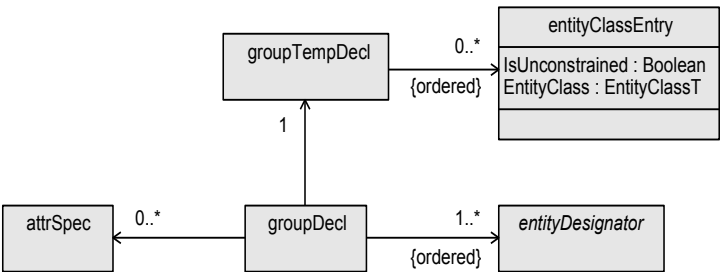 entityClassEntry
groupTempDecl
0..*
IsUnconstrained : Boolean
EntityClass : EntityClassT
{ordered}
1
attrSpec
0..*
groupDecl
1..*
entityDesignator
{ordered}